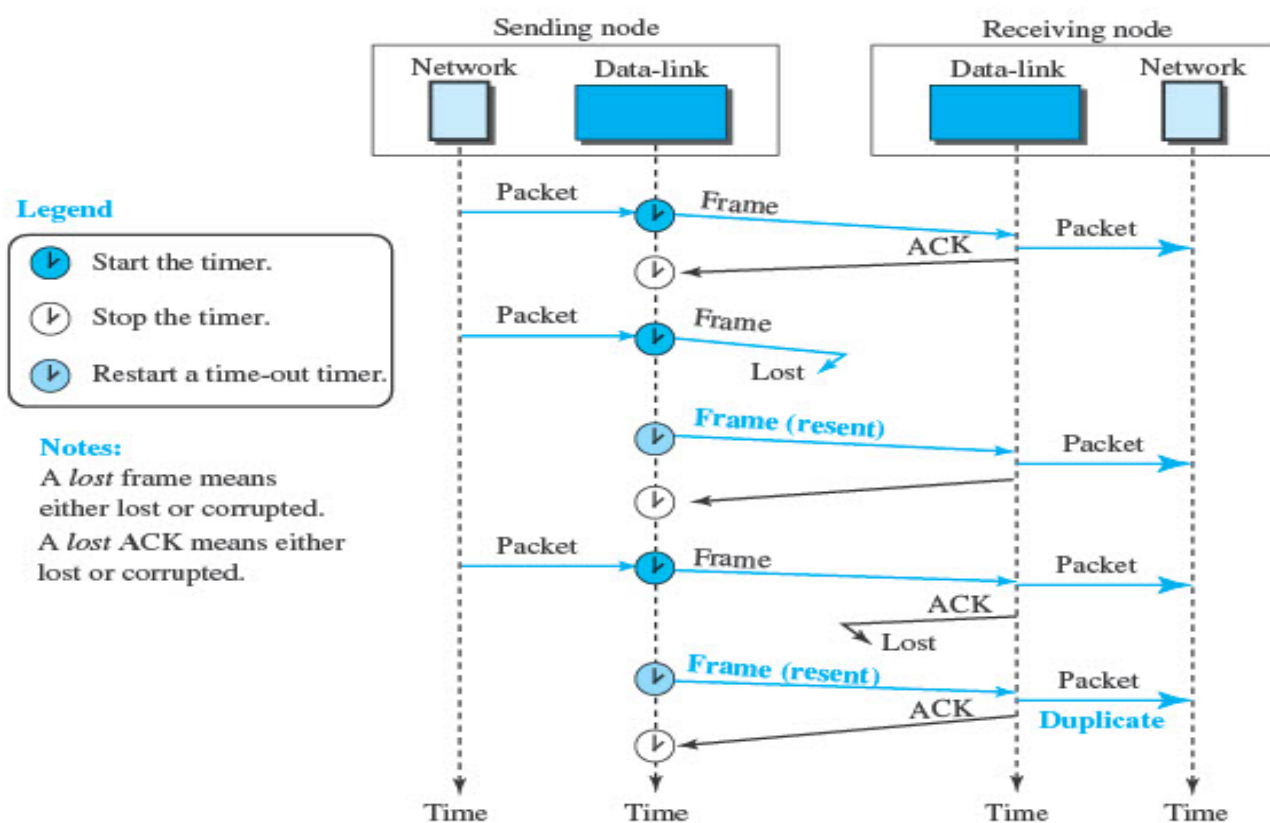 Sending node
Receiving node
Network
Data-link
Data-link
Network
Packet
Frame
ACK
Packet
Legend
Start the timer.
Stop the timer.
Restart a time-out timer.
Packet
Frame
Lost
Notes:
A lost frame means
either lost or corrupted.
A lost ACK means either
lost or corrupted.
Frame (resent)
Packet
Packet
Frame
Packet
ACK
Lost
Frame (resent)
Packet
ACK
Duplicate
Time
Time
Time
Time